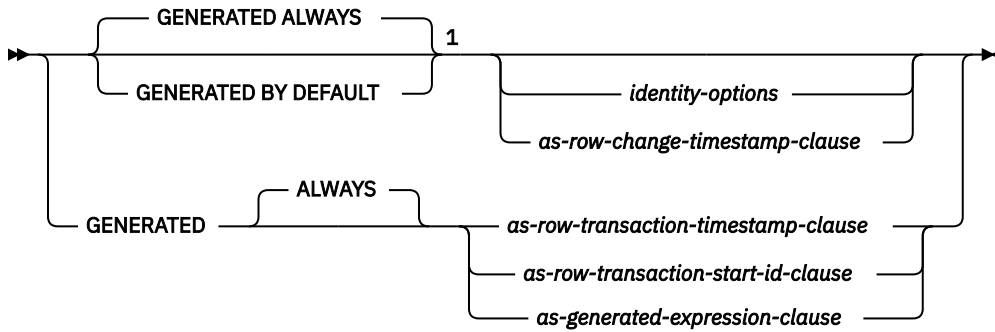 GENERATED ALWAYS
1
GENERATED BY DEFAULT
identity-options
as-row-change-timestamp-clause
ALWAYS
GENERATED
as-row-transaction-timestamp-clause
as-row-transaction-start-id-clause
as-generated-expression-clause